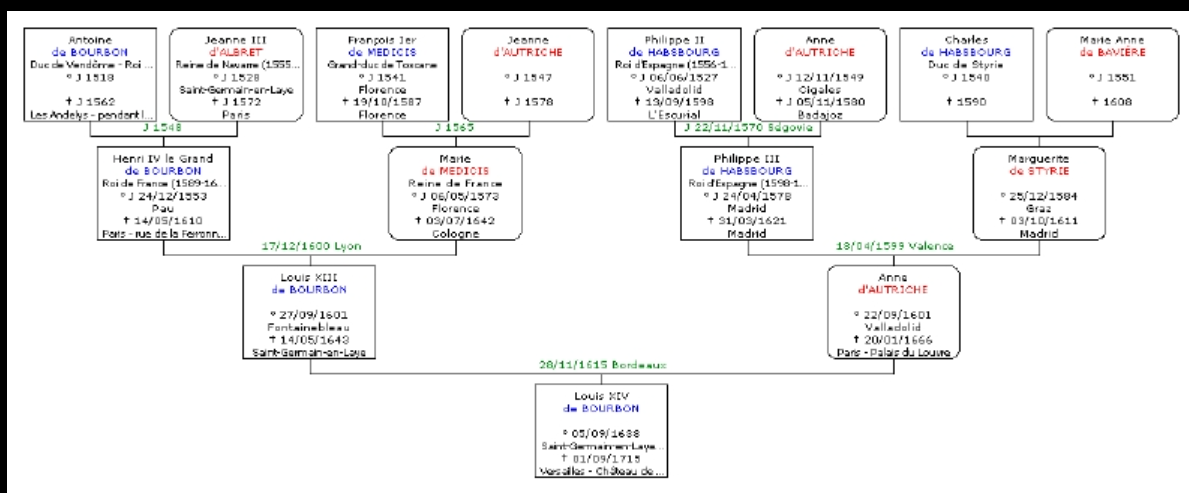 Antoine
de BOURBON
Duc de Vendôme - Roi ...
° J 1518
† J 1562
Les Andelys - pendant l...
Jeanne III
d'ALBRET
Reine de Navarre (1555...
° J 1528
Saint-Germain-en-Laye
† J 1572
Paris
François Ier
de MEDICIS
Grand-duc de Toscane
° J 1541
Florence
† 19/10/1587
Florence
Jeanne
d'AUTRICHE
° J 1547
† J 1578
Philippe II
de HABSBOURG
Roi d'Espagne (1556-1...
° J 06/06/1527
Valladolid
† 13/09/1598
L'Escurial
Anne
d'AUTRICHE
° J 12/11/1549
Cigales
† J 05/11/1580
Badajoz
Charles
de HABSBOURG
Duc de Styrie
° J 1540
† 1590
Marie Anne
de BAVIÈRE
° J 1551
† 1608
J 1548
J 1565
J 22/11/1570 Ségovie
Henri IV le Grand
de BOURBON
Roi de France (1589-16...
° J 24/12/1553
Pau
† 14/05/1610
Paris - rue de la Ferronn...
Marie
de MEDICIS
Reine de France
° J 06/05/1573
Florence
† 03/07/1642
Cologne
Philippe III
de HABSBOURG
Roi d'Espagne (1598-1...
° J 24/04/1578
Madrid
† 31/03/1621
Madrid
Marguerite
de STYRIE
° 25/12/1584
Graz
† 03/10/1611
Madrid
17/12/1600 Lyon
18/04/1599 Valence
Louis XIII
de BOURBON
° 27/09/1601
Fontainebleau
† 14/05/1643
Saint-Germain-en-Laye
Anne
d'AUTRICHE
° 22/09/1601
Valladolid
† 20/01/1666
Paris - Palais du Louvre
28/11/1615 Bordeaux
Louis XIV
de BOURBON
° 05/09/1638
Saint-Germain-en-Laye...
† 01/09/1715
Versailles - Château de ...